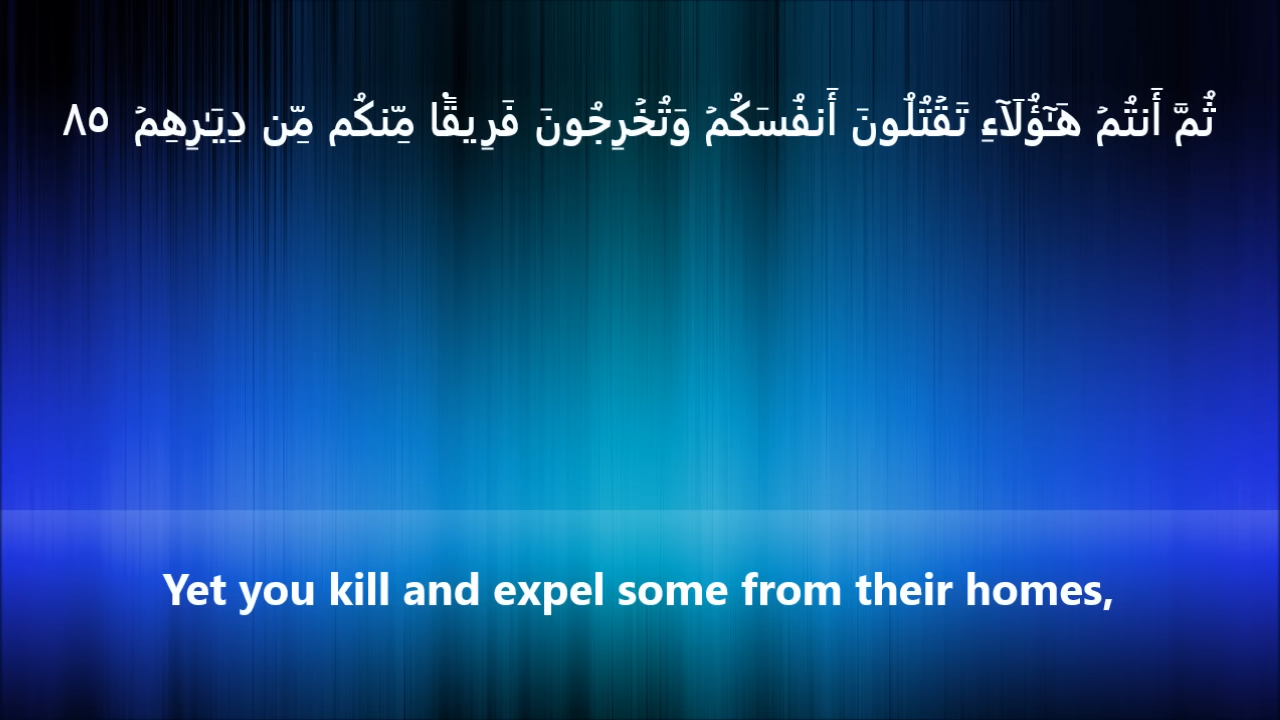 ثُمَّ أَنتُمْ هَـٰٓؤُلَآءِ تَقْتُلُونَ أَنفُسَكُمْ وَتُخْرِجُونَ فَرِيقًا مِّنكُم مِّن دِيَـٰرِهِمْ ٨٥
Yet you kill and expel some from their homes,